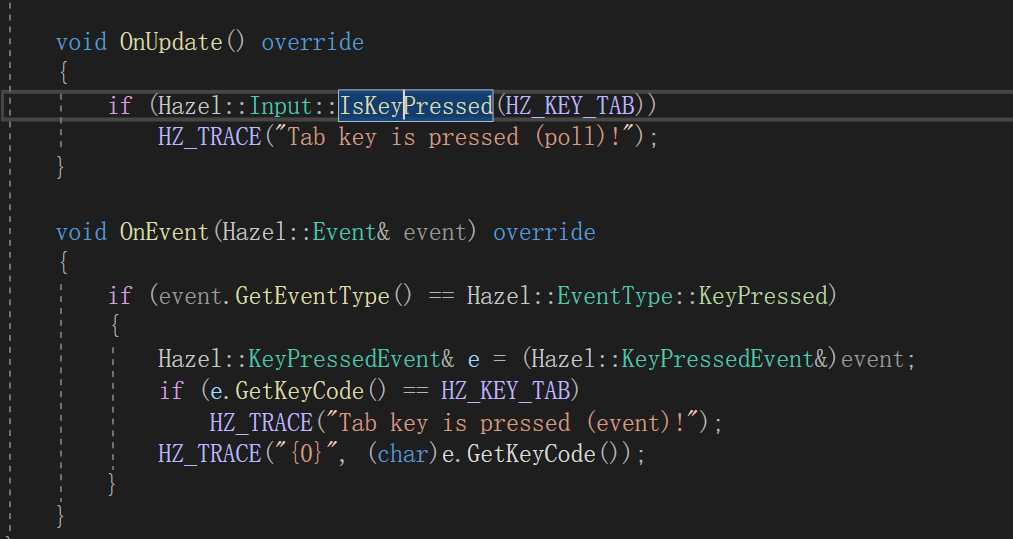 void OnUpdate() override
{
if (Hazel::Input::IsKeyPressed(HZ_KEY_TAB))
HZ_TRACE("Tab key is pressed (poll)!");
}
void OnEvent(Hazel::Event& event) override
{
if (event.GetEventType() == Hazel::EventType::KeyPressed)
{
Hazel::KeyPressedEvent& e = (Hazel::KeyPressedEvent&)event;
if (e.GetKeyCode() == HZ_KEY_TAB)
HZ_TRACE("Tab key is pressed (event)!");
HZ_TRACE("{0}", (char)e.GetKeyCode());
}
}